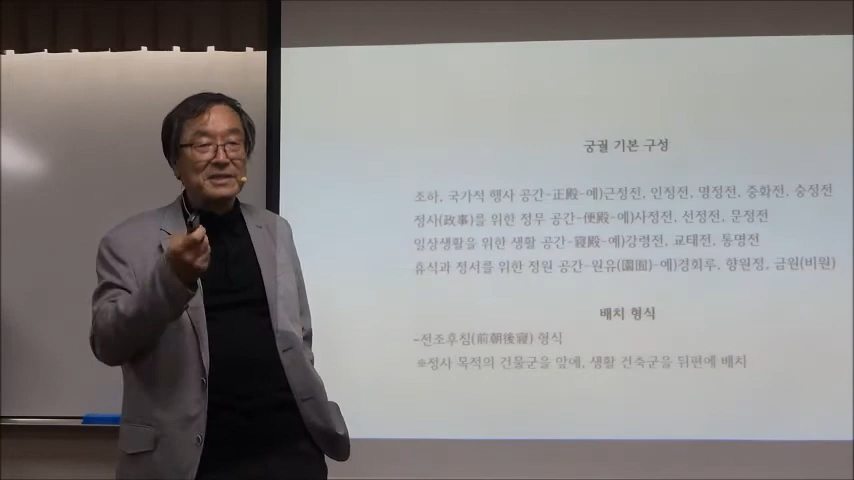 궁궐 기본 구성
조하, 국가적 행사 공간-正殿-예)근정전, 인정전, 명정전, 중화전, 숭정전
정사(政事)를 위한 정무 공간-便殿-예)사정전, 선정전, 문정전
일상생활을 위한 생활 공간-寢殿-예)강령전, 교태전, 통명전
휴식과 정서를 위한 정원 공간-원유(園囿)-예)경회루, 향원정, 금원(비원)
배치 형식
-전조후침(前朝後寢) 형식
※정사 목적의 건물군을 앞에, 생활 건축군을 뒤편에 배치